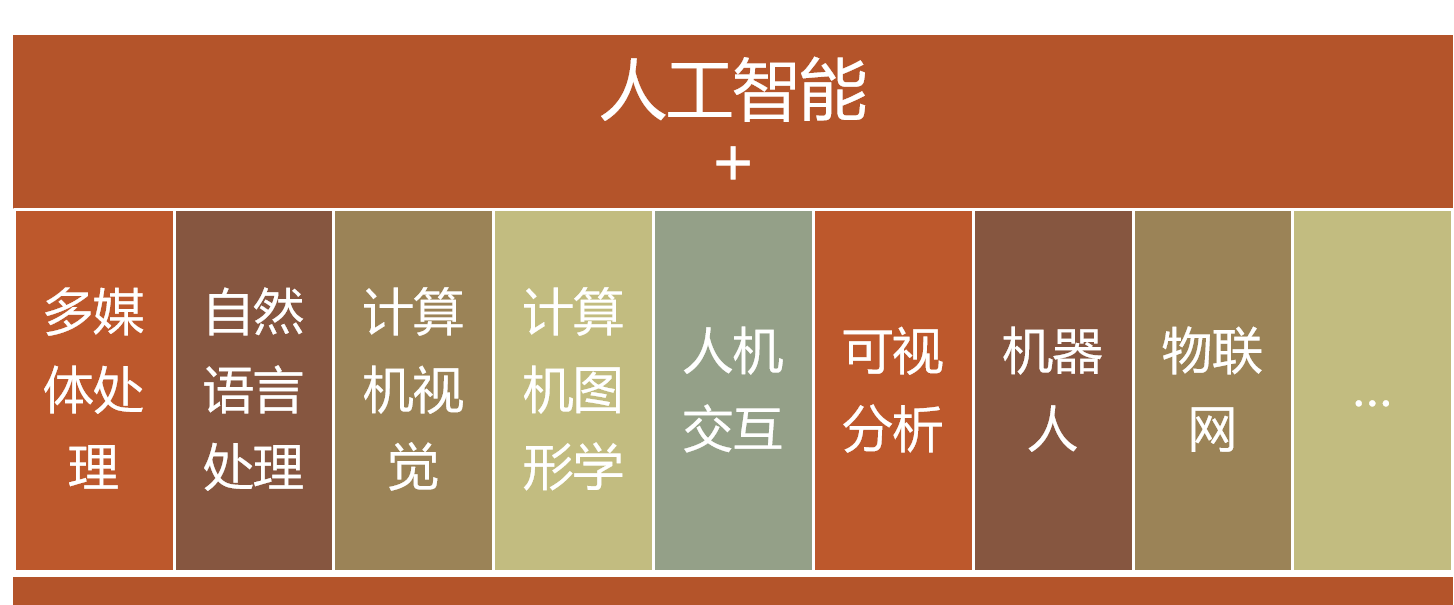 人工智能
+
多媒
体处
理
自然
语言
处理
计算
机视
觉
计算
机图
形学
人机
交互
可视
分析
机器
人
物联
网
...